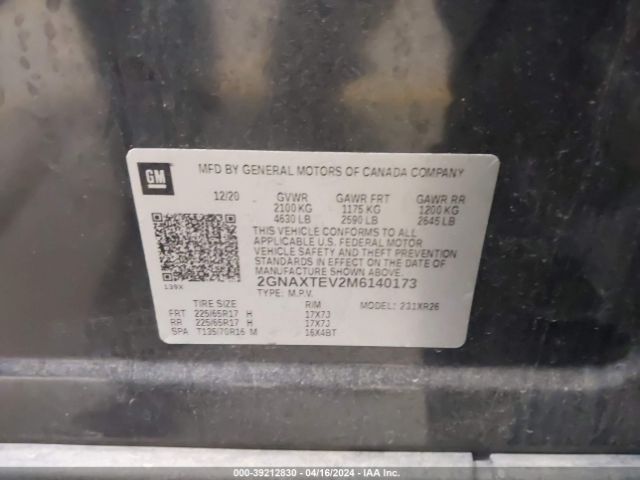 GM
MFD BY GENERAL MOTORS OF CANADA COMPANY
12/20 GVWR GAWR FRT GAWR RR
2100 KG 1175 KG 1200 KG
4630 LB 2590 LB 2645 LB
THIS VEHICLE CONFORMS TO ALL
APPLICABLE U.S. FEDERAL MOTOR
VEHICLE SAFETY AND THEFT PREVENTION
STANDARDS IN EFFECT ON THE DATE OF
MANUFACTURE SHOWN ABOVE.
139X 2GNAXTEV2M6140173
TYPE: M.P.V. MODEL: 231XR26
TIRE SIZE RIM
FRT 225/65R17 H 17X7J
RR 225/65R17 H 17X7J
SPA T135/70R16 M 16X4BT
000-39212830 - 04/16/2024 - IAA Inc.